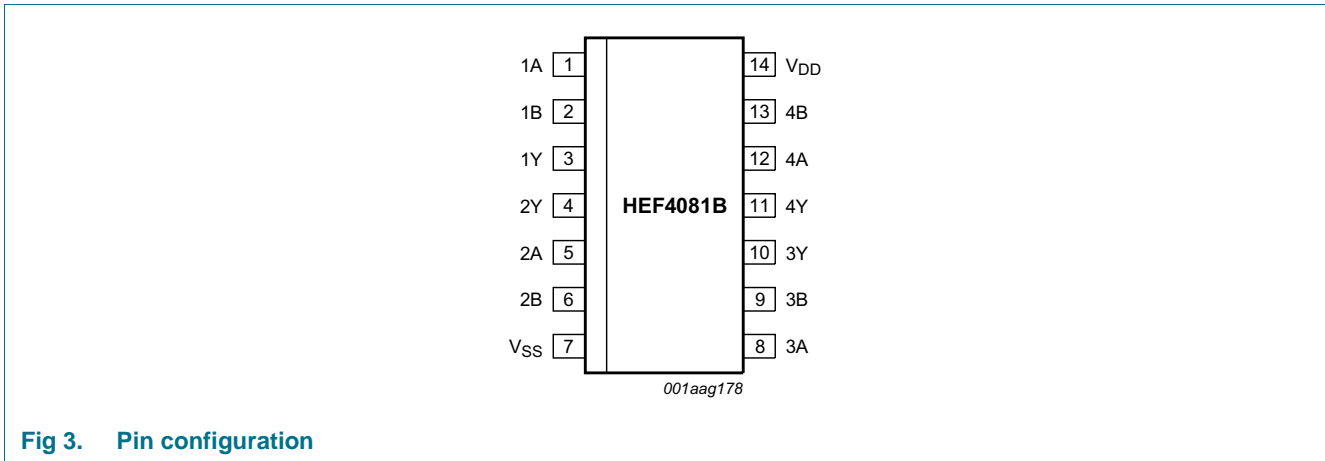 1A 1 14 VDD
1B 2 13 4B
1Y 3 12 4A
2Y 4 HEF4081B 11 4Y
2A 5 10 3Y
2B 6 9 3B
VSS 7 8 3A
001aag178
Fig 3. Pin configuration